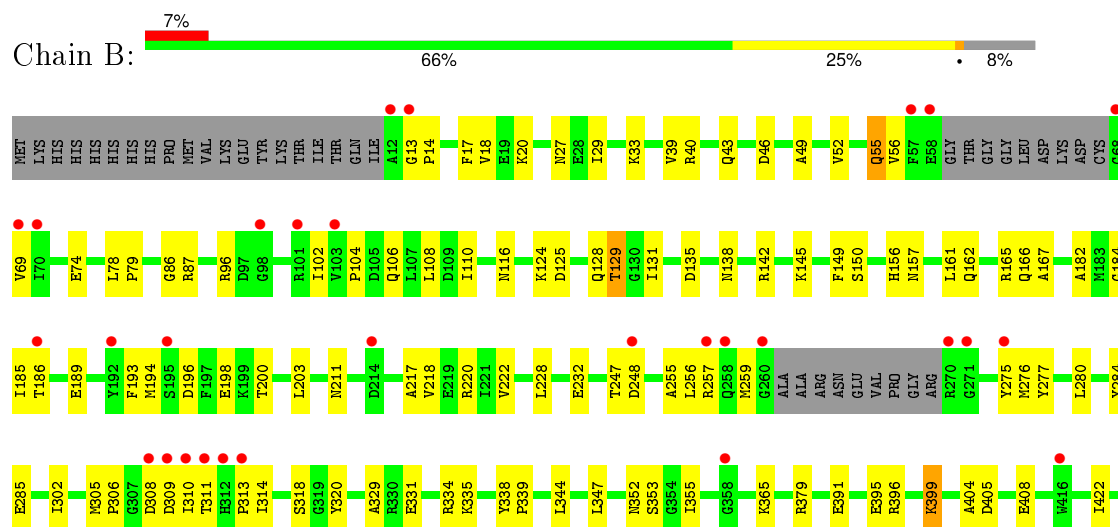 7%
Chain B:
66% 25% • 8%
MET LYS HIS HIS HIS HIS HIS HIS PRO MET VAL LYS GLU TYR LYS THR ILE THR GLN ILE A12 G13 P14 F17 V18 E19 K20 N27 E28 I29 K33 V39 R40 Q43 D46 A49 V52 Q55 V56 F57 E58 GLY THR GLY GLY LEU ASP LYS ASP CYS G68
V69 I70 E74 L78 P79 G86 R87 R96 D97 G98 R101 I102 V103 P104 D105 Q106 L107 L108 D109 I110 N116 K124 D125 Q128 T129 G130 I131 D135 N138 R142 K145 F149 S150 H156 N157 L161 Q162 R165 Q166 A167 A182 M183 G184
I185 T186 E189 Y192 F193 M194 S195 D196 F197 E198 K199 T200 L203 N211 D214 A217 V218 E219 R220 I221 V222 L228 E232 T247 D248 A255 L256 R257 Q258 M259 G260 ALA ALA ARG ASN GLU VAL PRO GLY ARG R270 G271 Y275 M276 Y277 L280 Y284
E285 I302 M305 P306 G307 D308 D309 I310 T311 H312 P313 I314 S318 G319 Y320 A329 R330 E331 R334 K335 Y338 P339 L344 L347 N352 S353 G354 I355 G358 K365 R379 E391 E395 R396 K399 A404 D405 E408 W416 I422